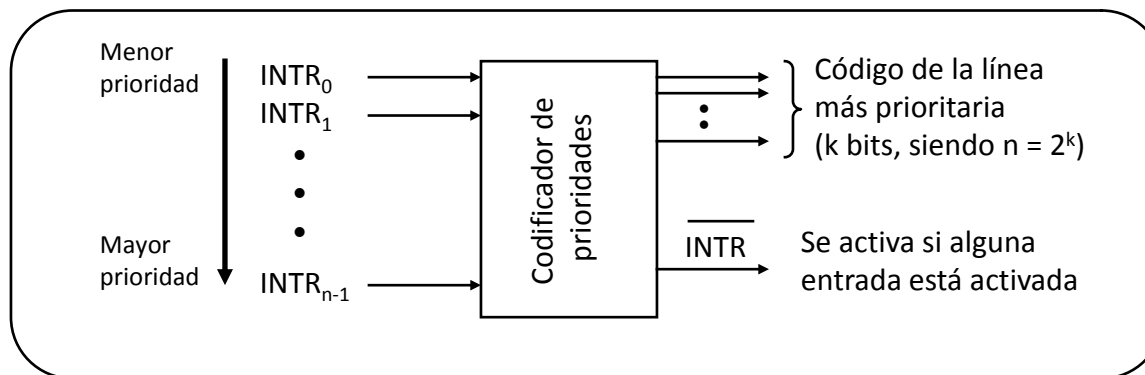 Menor
prioridad
INTR₀
INTR₁
Mayor
prioridad
INTRₙ₋₁
Codificador de
prioridades
Código de la línea
más prioritaria
(k bits, siendo n = 2ᵏ)
I̅N̅T̅R̅
Se activa si alguna
entrada está activada